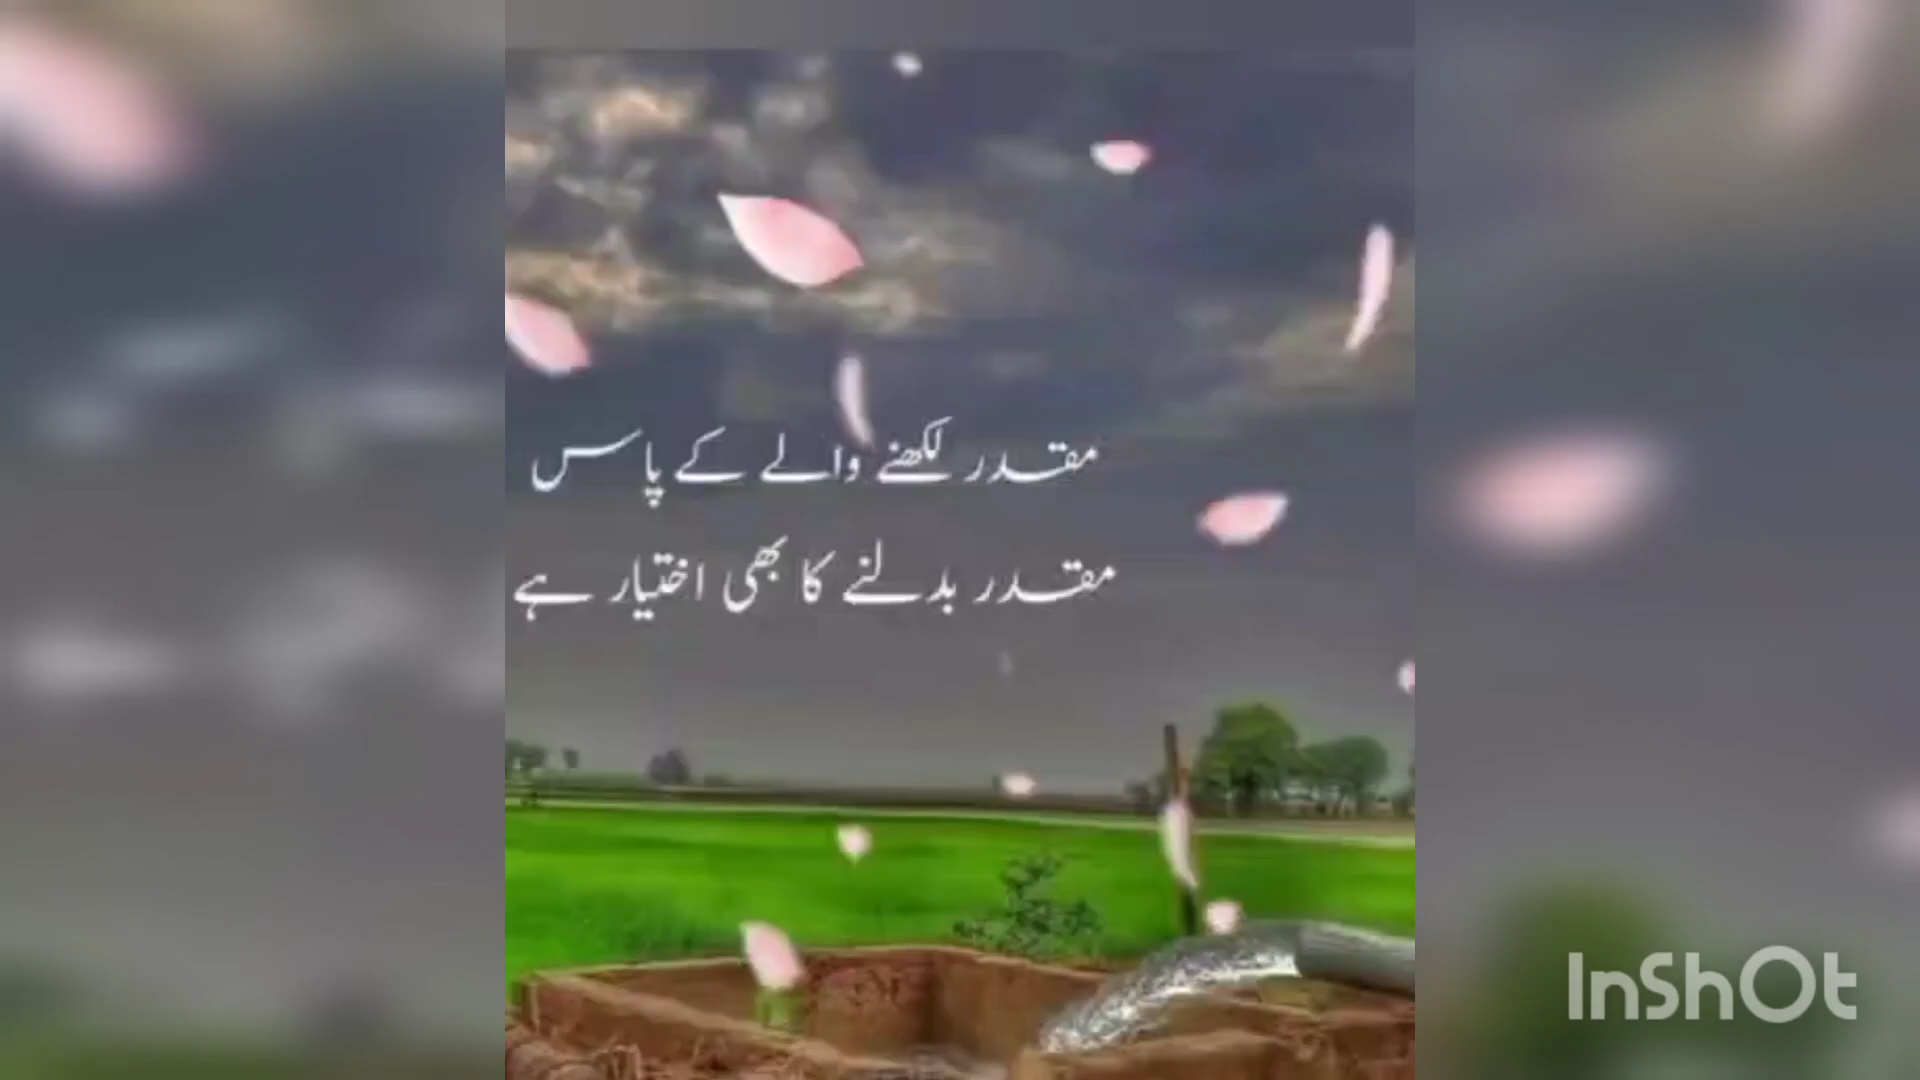 مقدر لکھنے والے کے پاس
مقدر بدلنے کا بھی اختیار ہے
InShOt